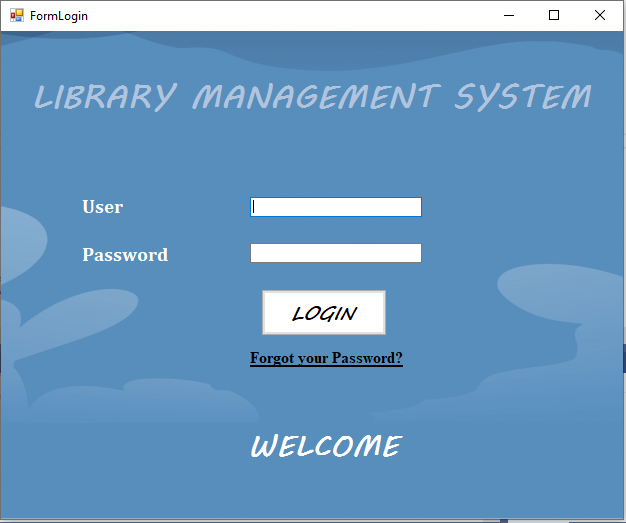 FormLogin
LIBRARY MANAGEMENT SYSTEM
User
Password
LOGIN
Forgot your Password?
WELCOME